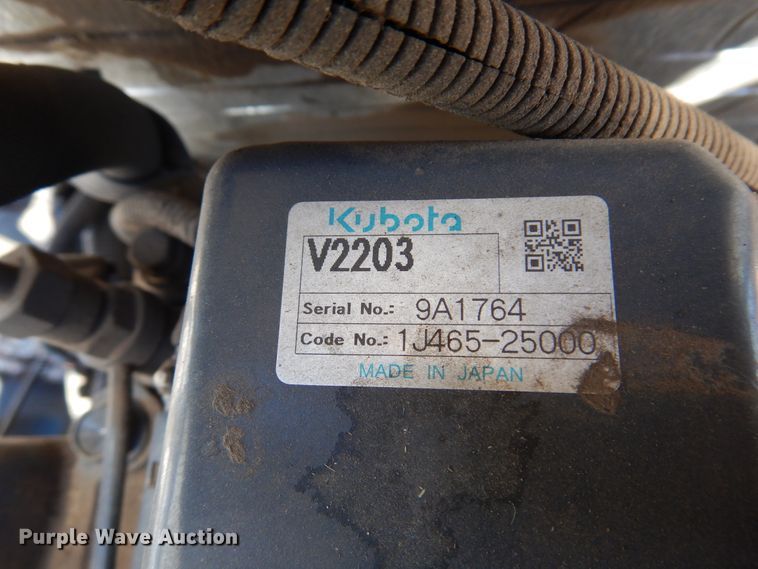 Kubota
V2203
Serial No.: 9A1764
Code No.: 1J465-25000
MADE IN JAPAN
Purple Wave Auction